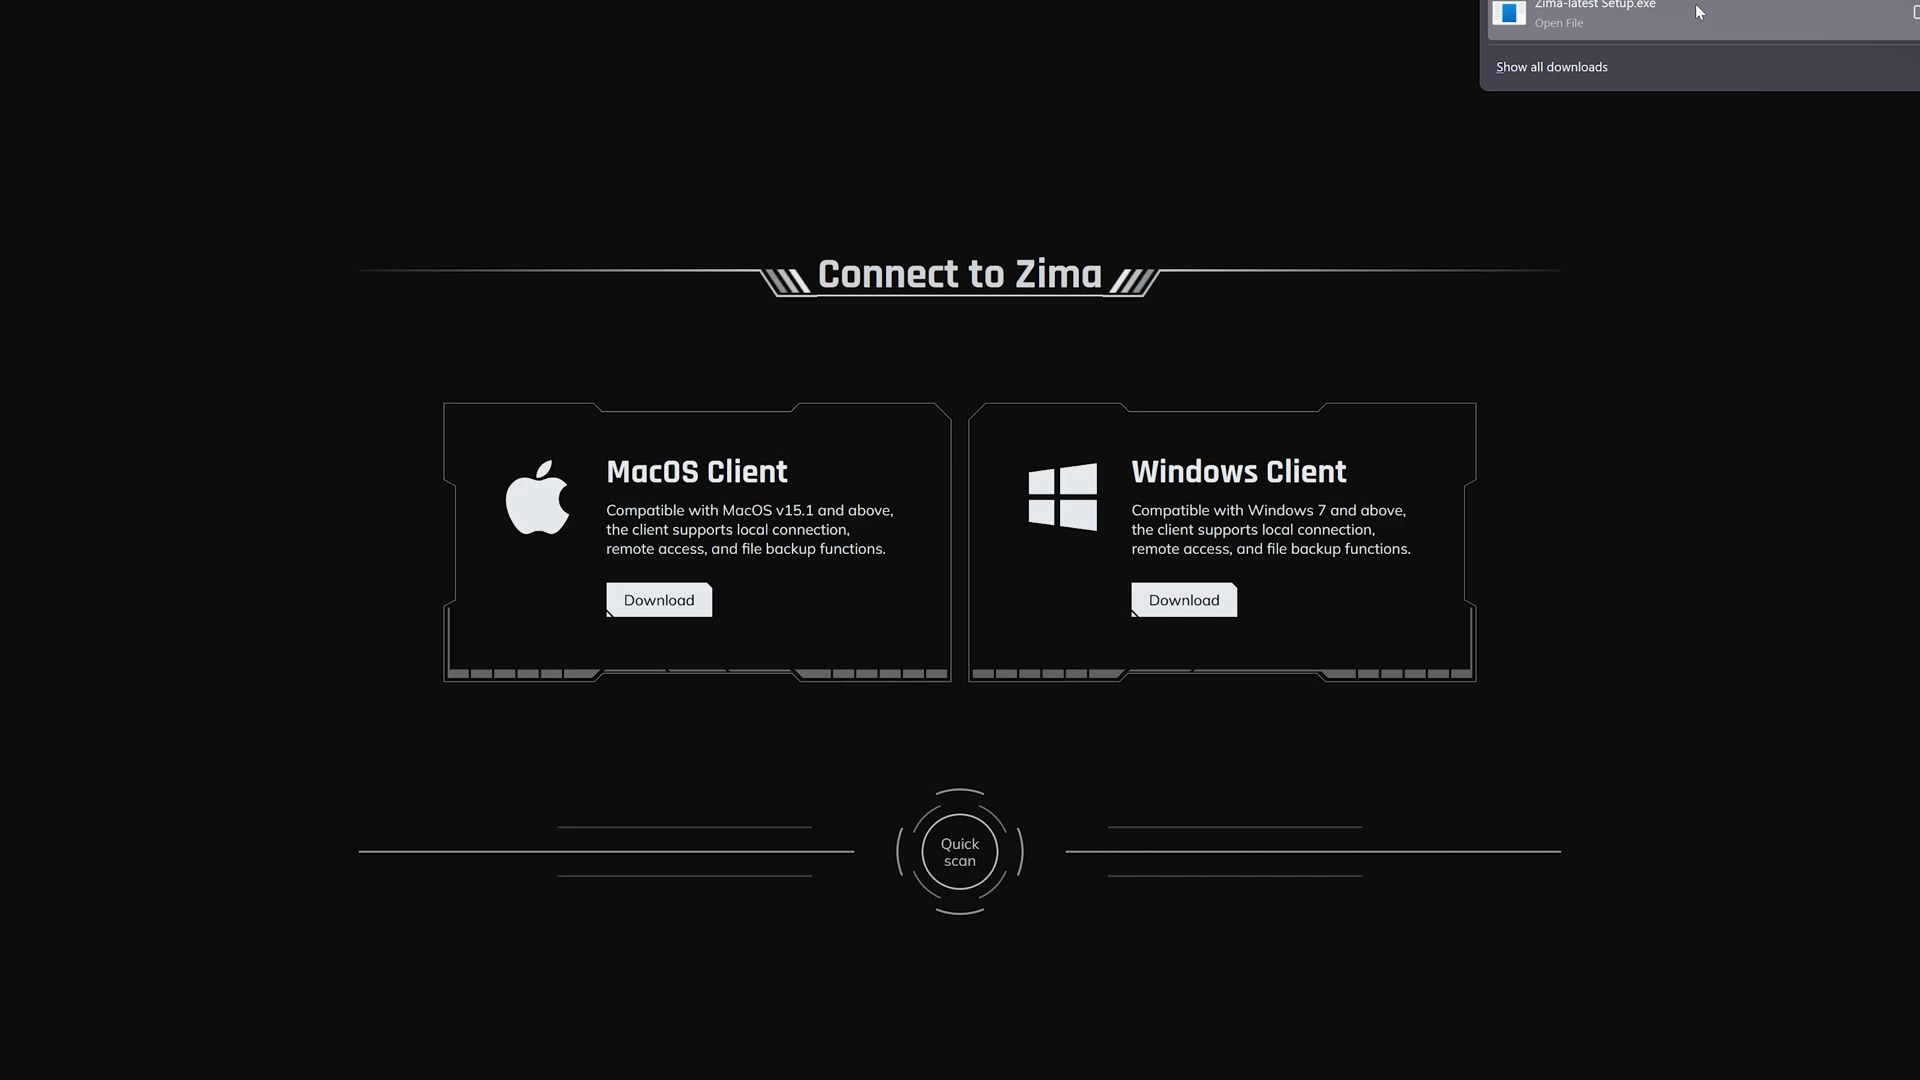 Zima-latest Setup.exe
Open File
Show all downloads
Connect to Zima
MacOS Client
Compatible with MacOS v15.1 and above,
the client supports local connection,
remote access, and file backup functions.
Download
Windows Client
Compatible with Windows 7 and above,
the client supports local connection,
remote access, and file backup functions.
Download
Quick
scan